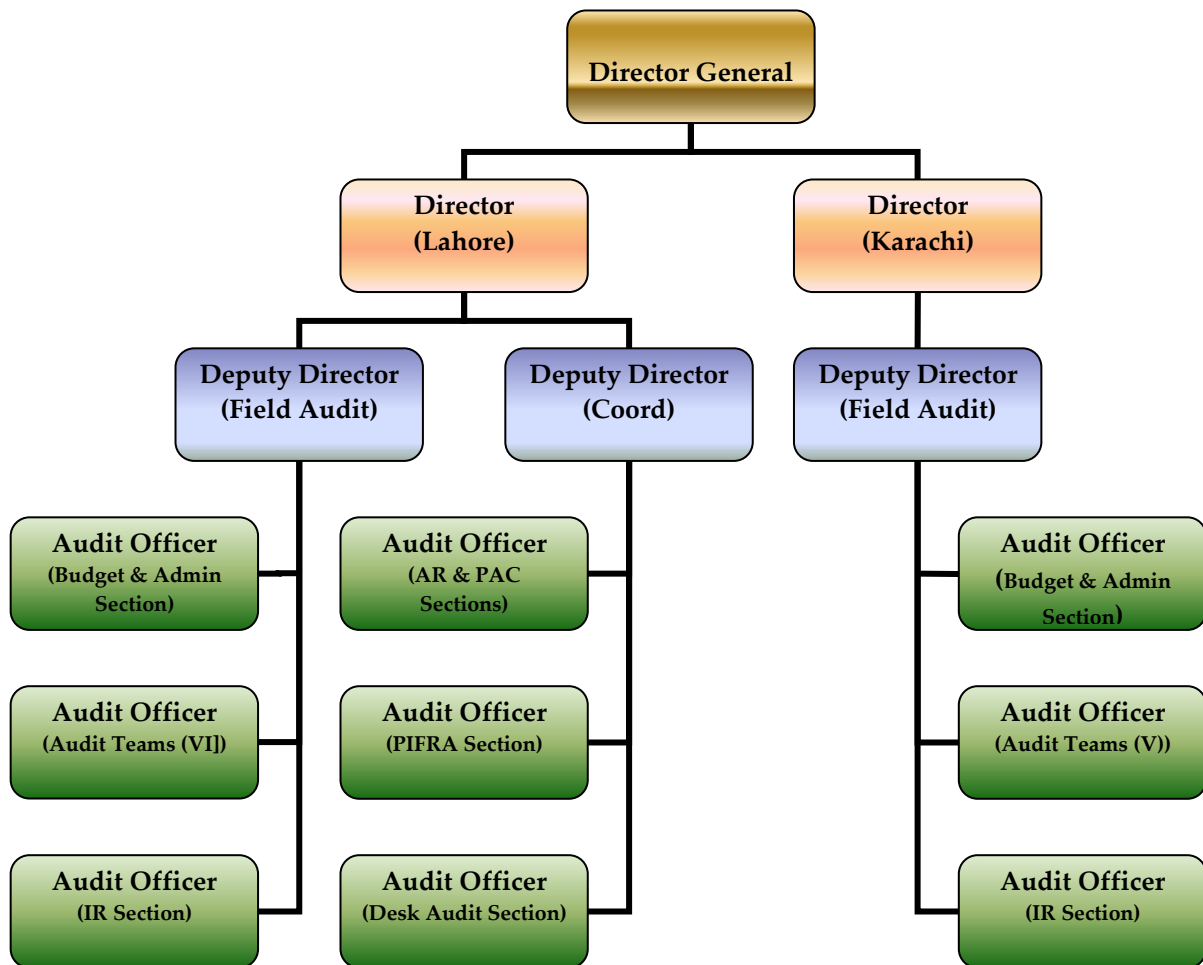 Director General
Director
(Lahore)
Director
(Karachi)
Deputy Director
(Field Audit)
Deputy Director
(Coord)
Deputy Director
(Field Audit)
Audit Officer
(Budget & Admin
Section)
Audit Officer
(AR & PAC
Sections)
Audit Officer
(Budget & Admin
Section)
Audit Officer
(Audit Teams (VI])
Audit Officer
(PIFRA Section)
Audit Officer
(Audit Teams (V))
Audit Officer
(IR Section)
Audit Officer
(Desk Audit Section)
Audit Officer
(IR Section)